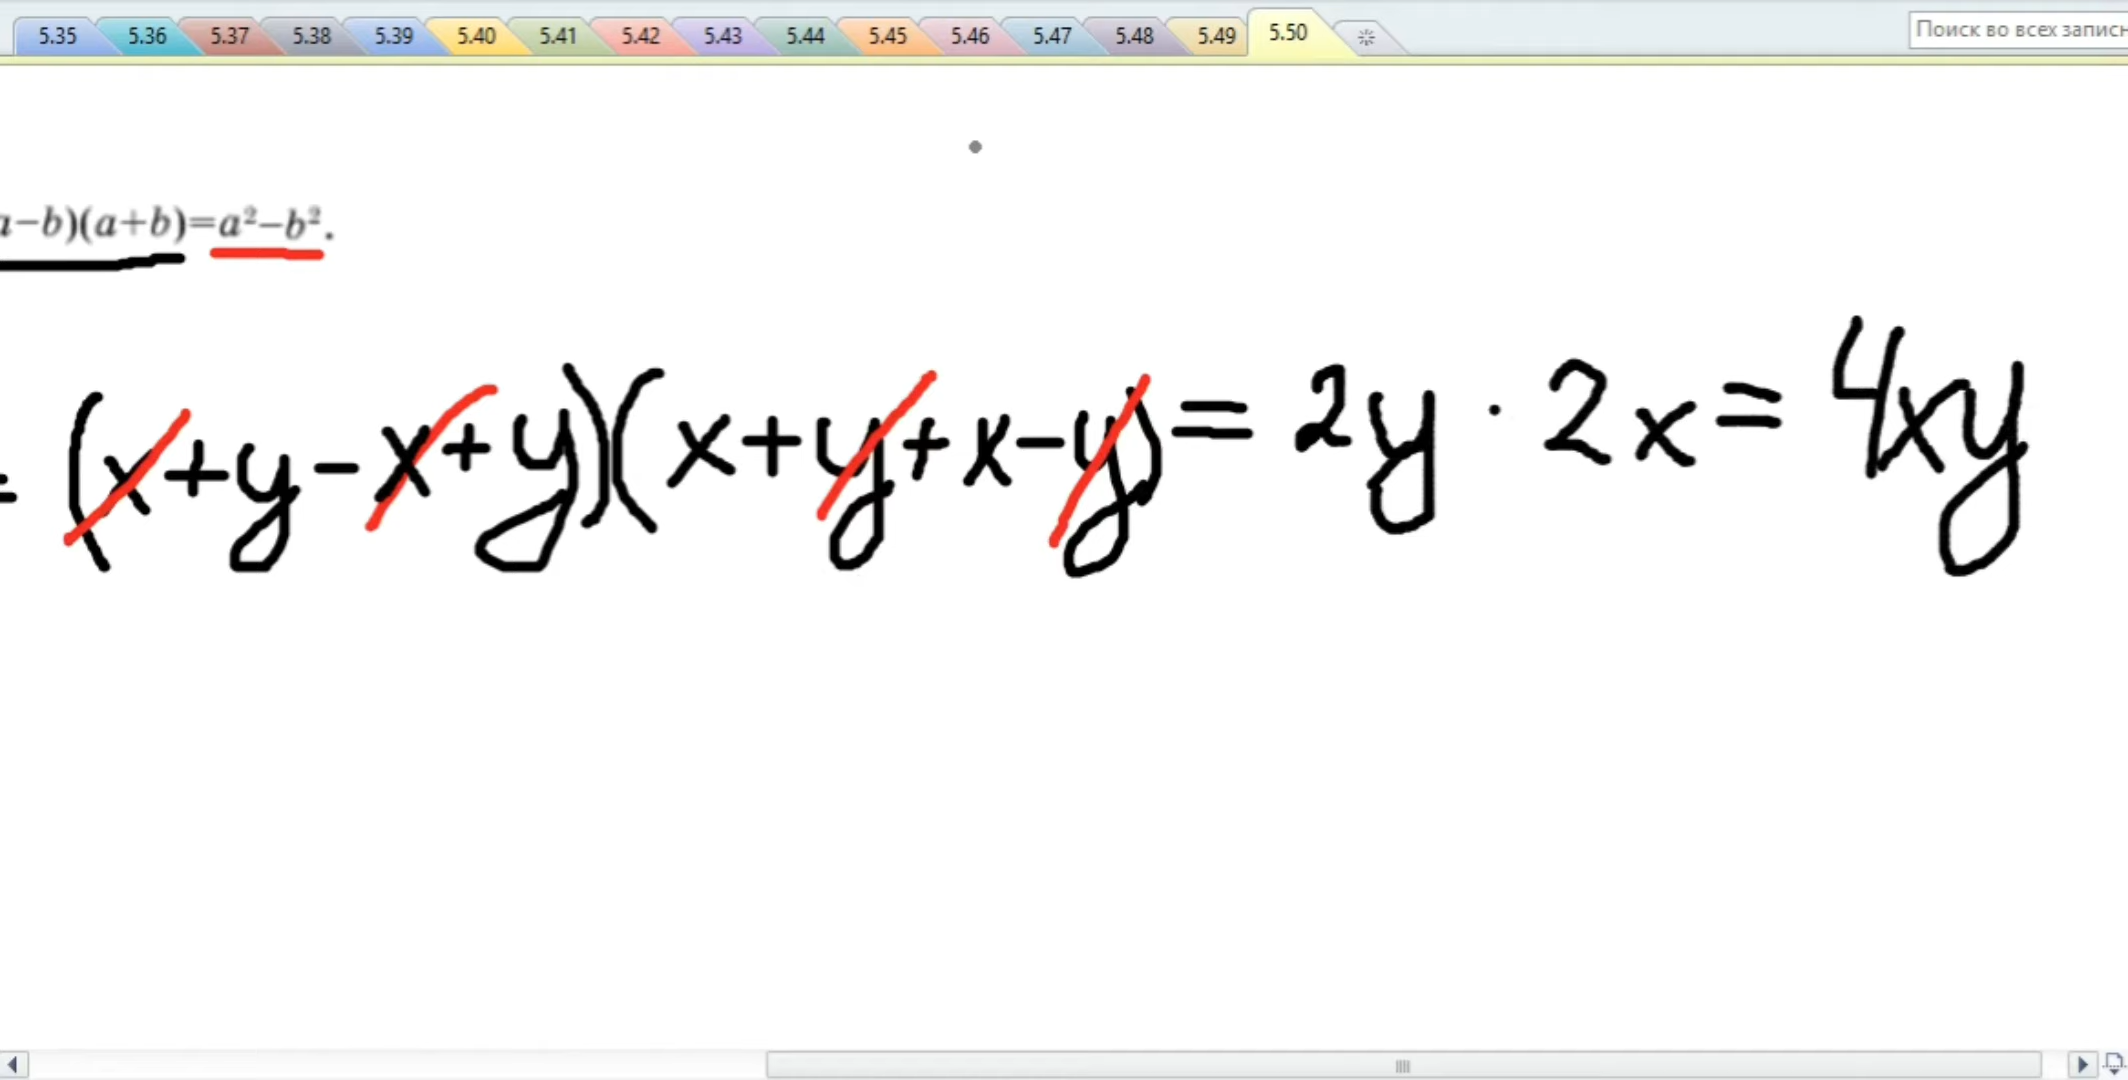 5.35 5.36 5.37 5.38 5.39 5.40 5.41 5.42 5.43 5.44 5.45 5.46 5.47 5.48 5.49 5.50 Поиск во всех запис
a−b)(a+b)=a²−b².
= (x+y−x+y)(x+y+x−y)= 2y · 2x= 4xy